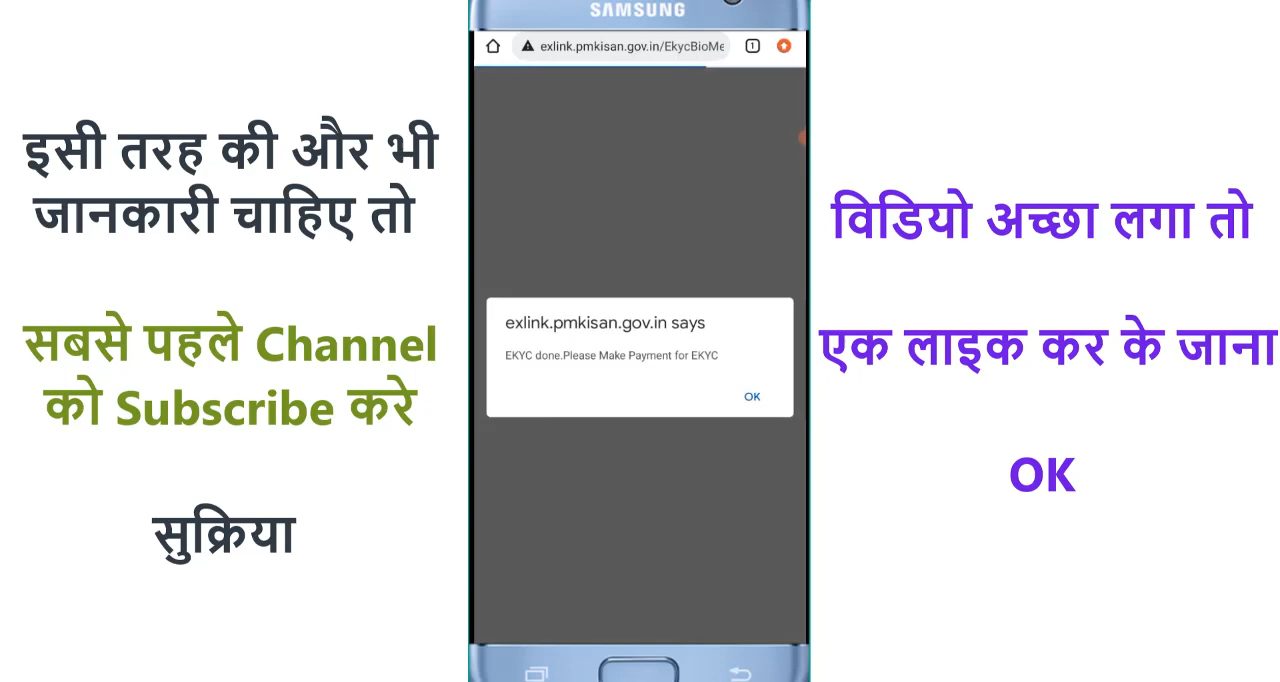 इसी तरह की और भी
जानकारी चाहिए तो
सबसे पहले Channel
को Subscribe करे
सुक्रिया
SAMSUNG
exlink.pmkisan.gov.in/EkycBioMe
1
exlink.pmkisan.gov.in says
EKYC done.Please Make Payment for EKYC
OK
विडियो अच्छा लगा तो
एक लाइक कर के जाना
OK